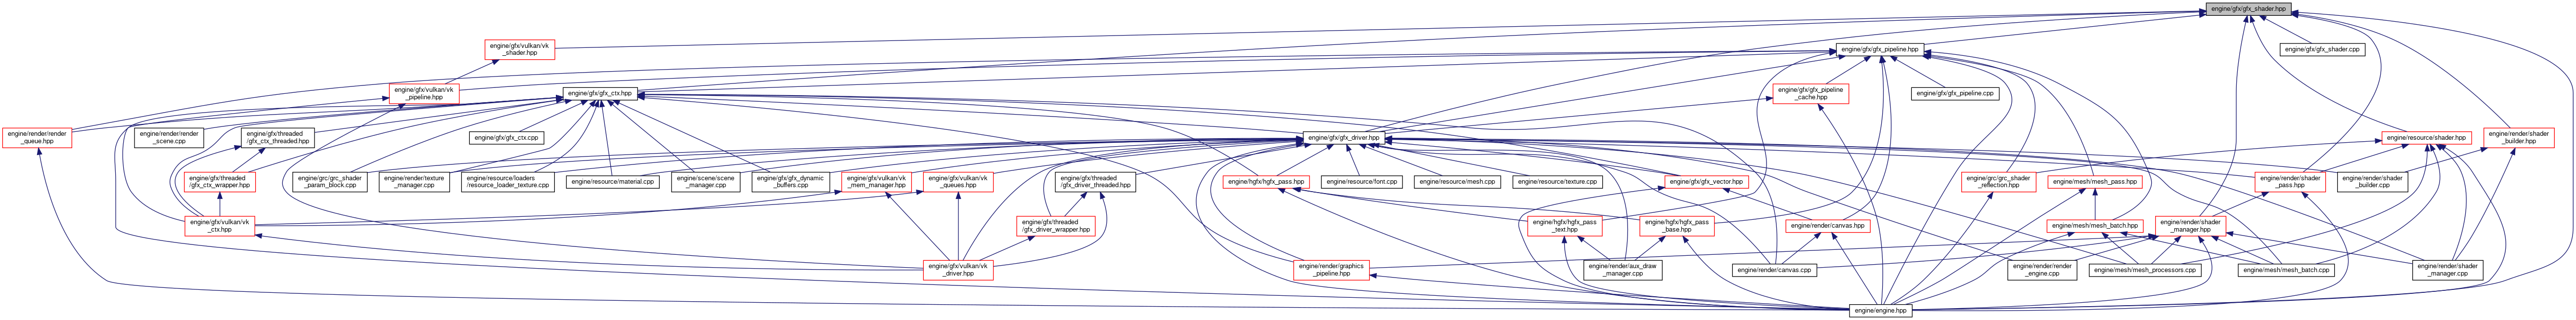 engine/gfx/gfx_shader.hpp
engine/gfx/vulkan/vk
_shader.hpp
engine/gfx/gfx_pipeline.hpp
engine/gfx/gfx_shader.cpp
engine/gfx/vulkan/vk
_pipeline.hpp
engine/gfx/gfx_ctx.hpp
engine/gfx/gfx_pipeline
_cache.hpp
engine/gfx/gfx_pipeline.cpp
engine/render/render
_queue.hpp
engine/render/render
_scene.cpp
engine/gfx/threaded
/gfx_ctx_threaded.hpp
engine/gfx/gfx_ctx.cpp
engine/gfx/gfx_driver.hpp
engine/resource/shader.hpp
engine/render/shader
_builder.hpp
engine/gfx/threaded
/gfx_ctx_wrapper.hpp
engine/grc/grc_shader
_param_block.cpp
engine/render/texture
_manager.cpp
engine/resource/loaders
/resource_loader_texture.cpp
engine/resource/material.cpp
engine/scene/scene
_manager.cpp
engine/gfx/gfx_dynamic
_buffers.cpp
engine/gfx/vulkan/vk
_mem_manager.hpp
engine/gfx/vulkan/vk
_queues.hpp
engine/gfx/threaded
/gfx_driver_threaded.hpp
engine/hgfx/hgfx_pass.hpp
engine/resource/font.cpp
engine/resource/mesh.cpp
engine/resource/texture.cpp
engine/gfx/gfx_vector.hpp
engine/grc/grc_shader
_reflection.hpp
engine/mesh/mesh_pass.hpp
engine/render/shader
_pass.hpp
engine/render/shader
_builder.cpp
engine/gfx/vulkan/vk
_ctx.hpp
engine/gfx/threaded
/gfx_driver_wrapper.hpp
engine/hgfx/hgfx_pass
_text.hpp
engine/hgfx/hgfx_pass
_base.hpp
engine/render/canvas.hpp
engine/mesh/mesh_batch.hpp
engine/render/shader
_manager.hpp
engine/gfx/vulkan/vk
_driver.hpp
engine/render/graphics
_pipeline.hpp
engine/render/aux_draw
_manager.cpp
engine/render/canvas.cpp
engine/render/render
_engine.cpp
engine/mesh/mesh_processors.cpp
engine/mesh/mesh_batch.cpp
engine/render/shader
_manager.cpp
engine/engine.hpp